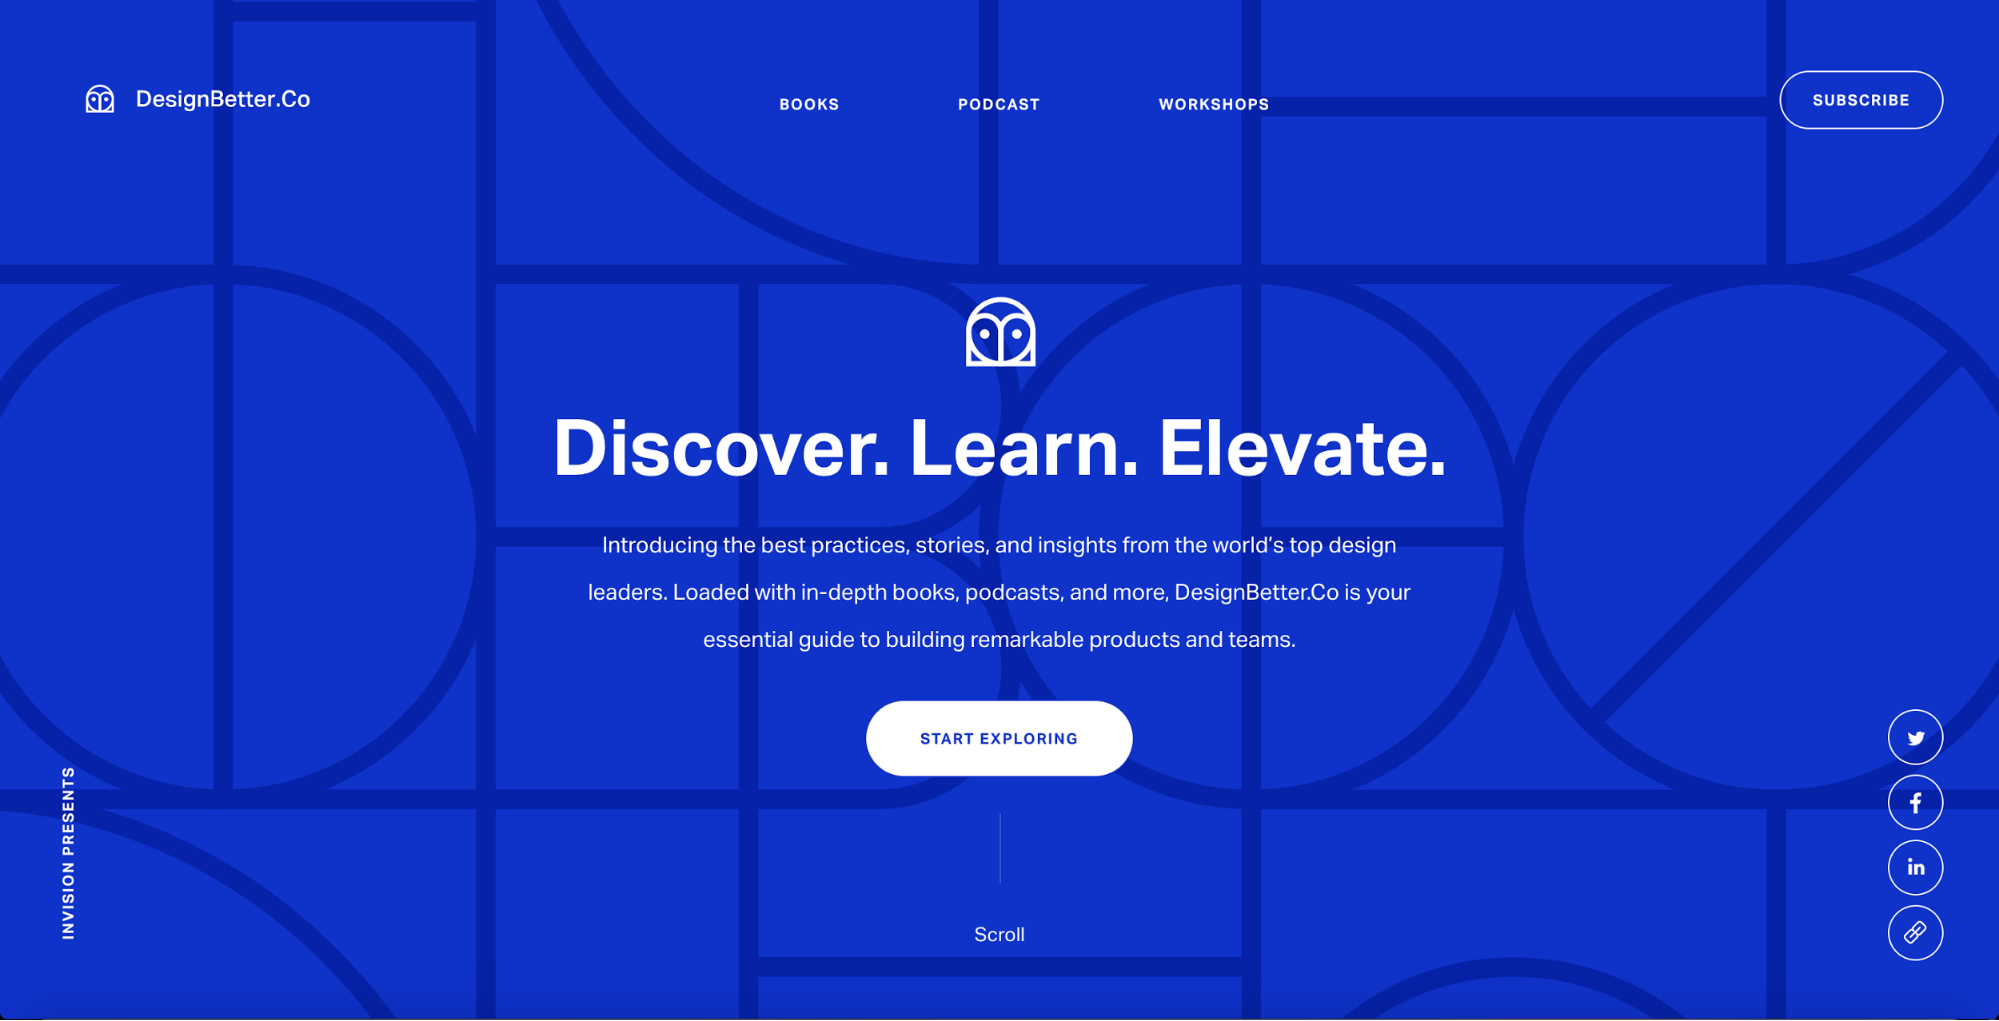 DesignBetter.Co
BOOKS
PODCAST
WORKSHOPS
SUBSCRIBE
Discover. Learn. Elevate.
Introducing the best practices, stories, and insights from the world’s top design
leaders. Loaded with in-depth books, podcasts, and more, DesignBetter.Co is your
essential guide to building remarkable products and teams.
START EXPLORING
INVISION PRESENTS
Scroll